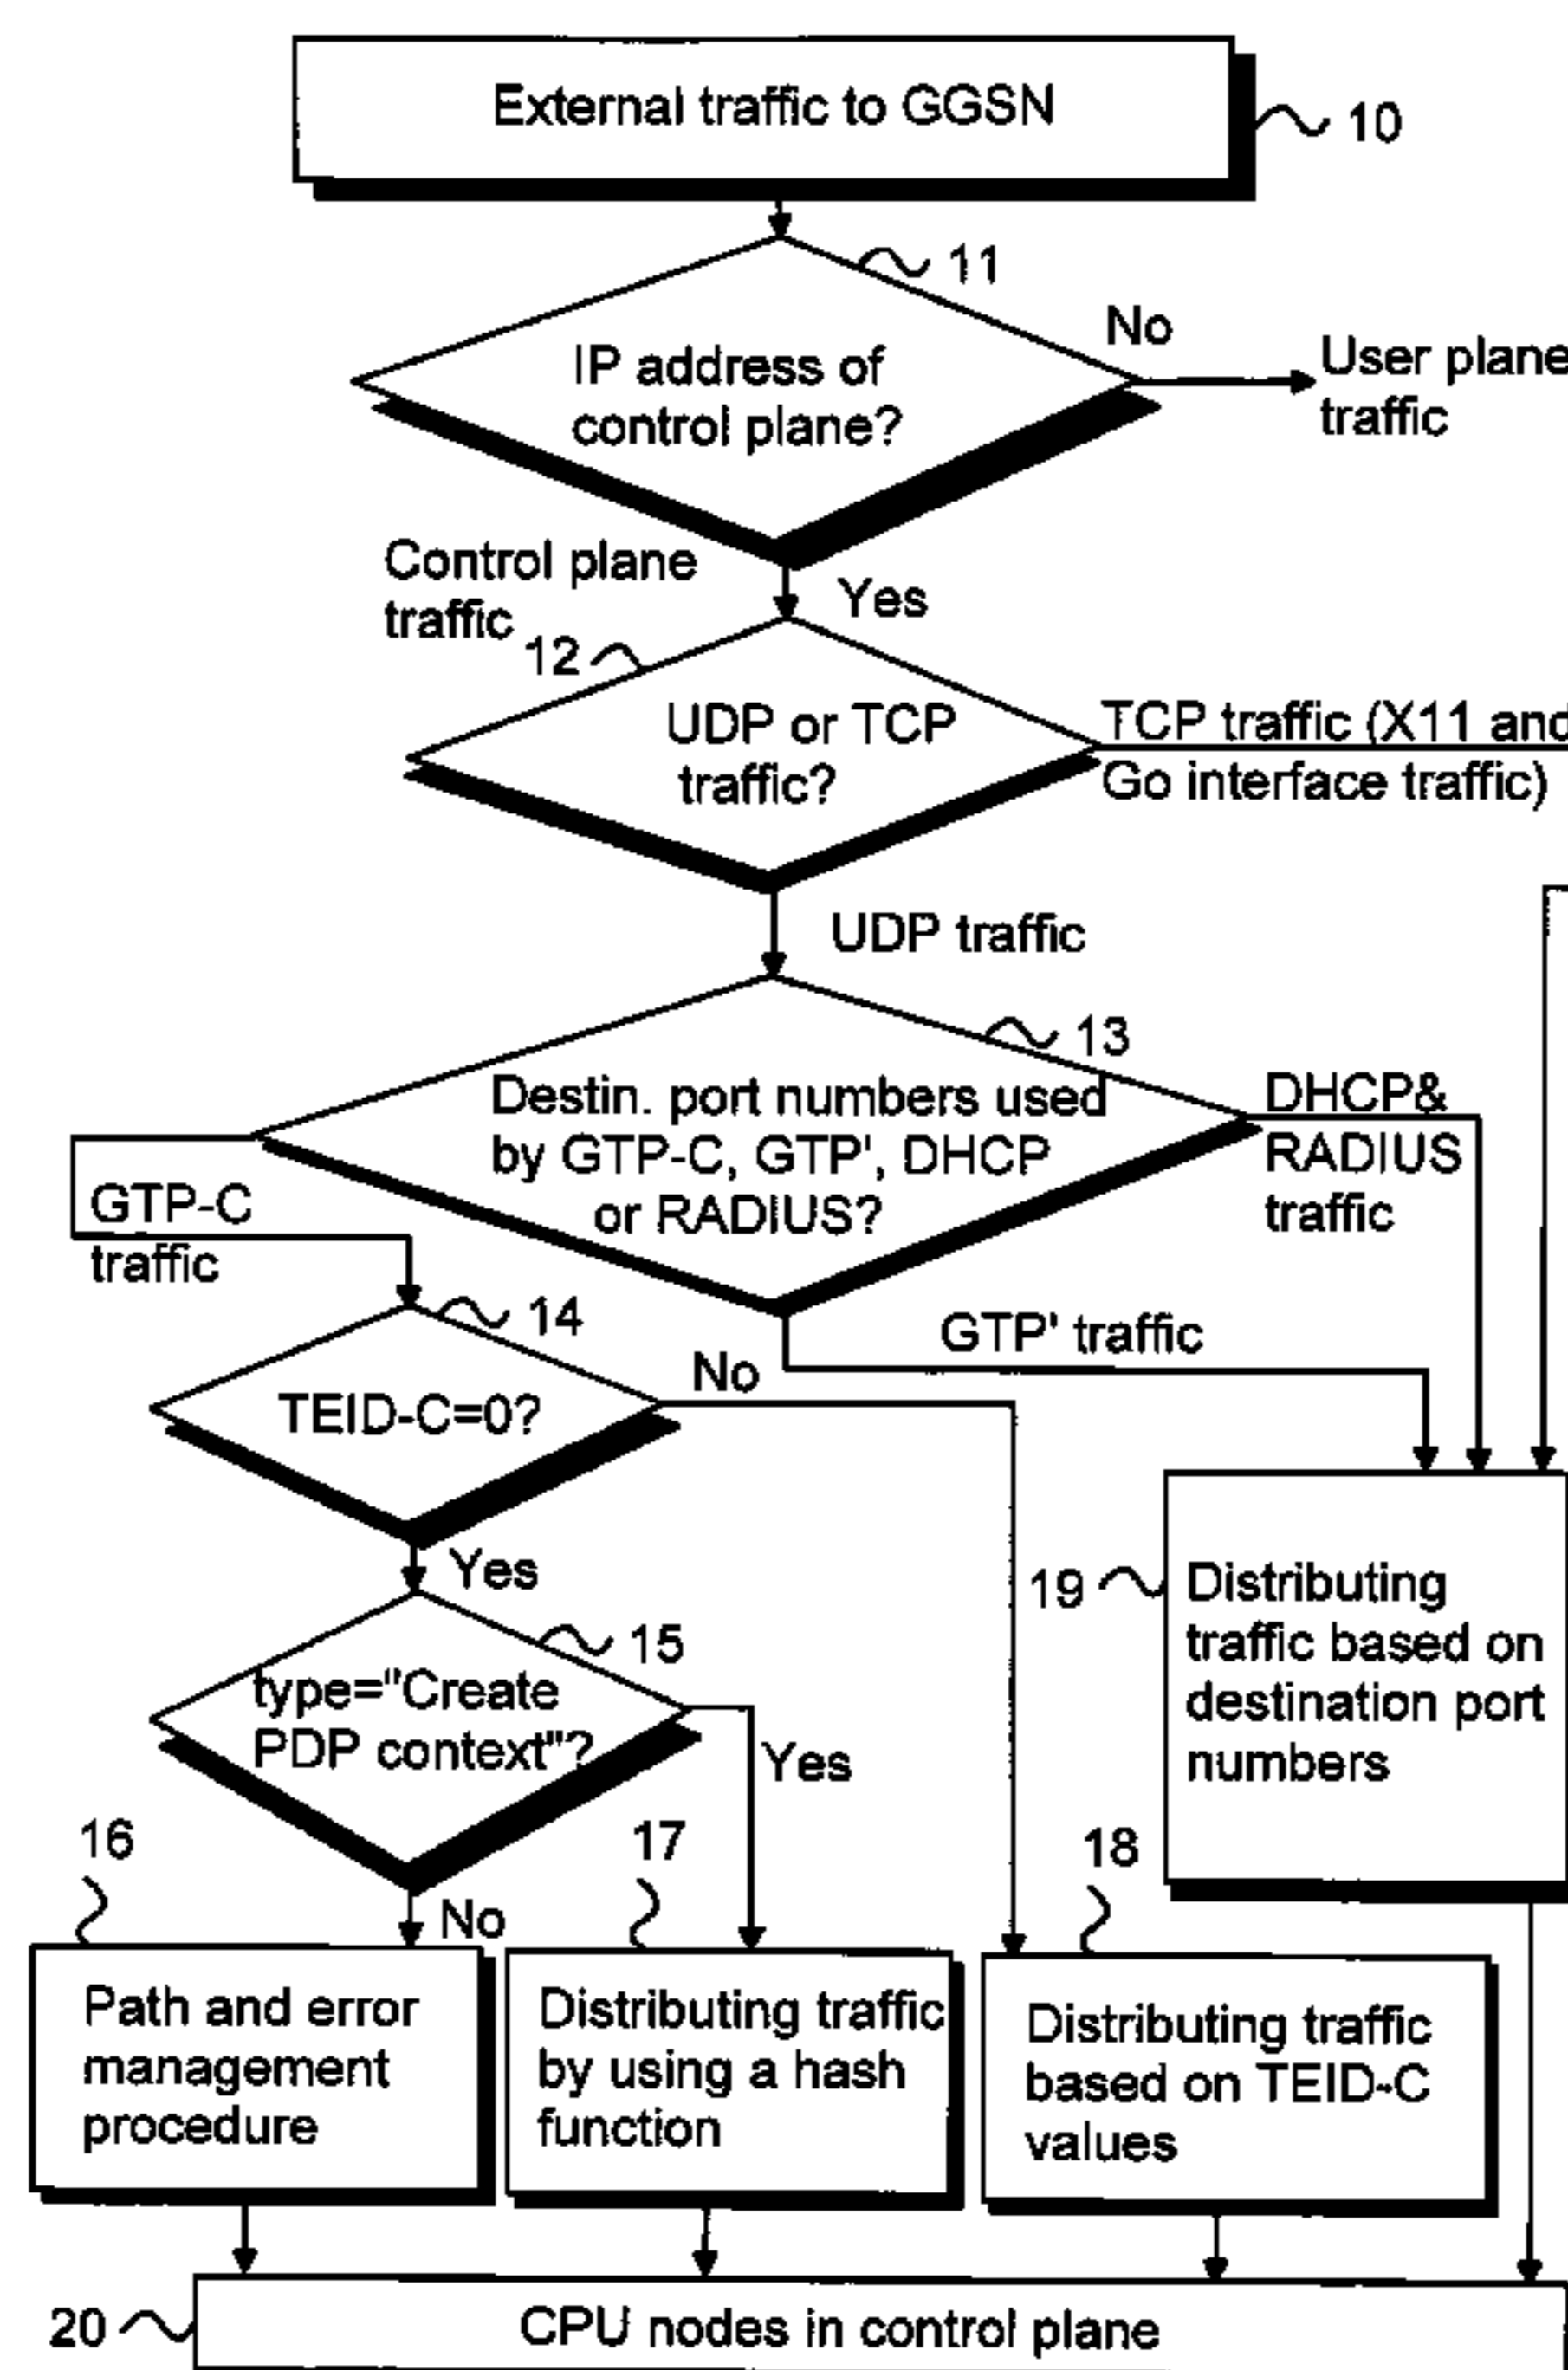 External traffic to GGSN
10
11
No
IP address of
control plane?
User plane
traffic
Control plane
traffic
Yes
12
UDP or TCP
traffic?
TCP traffic (X11 and
Go interface traffic)
UDP traffic
13
Destin. port numbers used
by GTP-C, GTP', DHCP
or RADIUS?
DHCP&
RADIUS
traffic
GTP-C
traffic
14
GTP' traffic
No
TEID-C=0?
Yes
19
Distributing
traffic based on
destination port
numbers
15
type="Create
PDP context"?
Yes
16
17
18
No
Path and error
management
procedure
Distributing traffic
by using a hash
function
Distributing traffic
based on TEID-C
values
20
CPU nodes in control plane